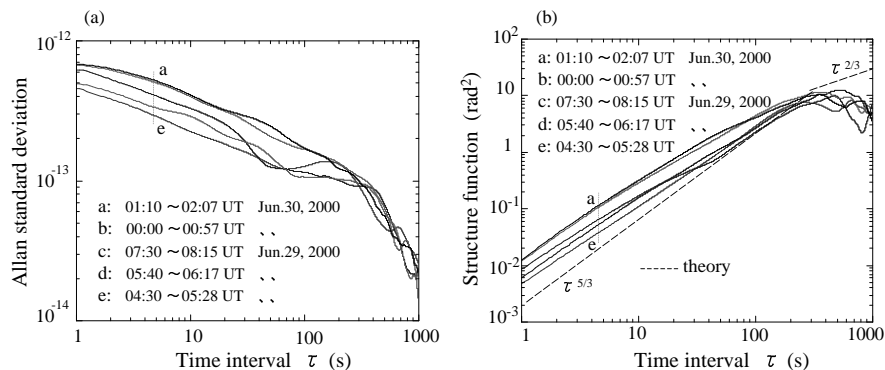 (a)
Allan standard deviation
10-12
10-13
10-14
a
e
a: 01:10 ~ 02:07 UT Jun.30, 2000
b: 00:00 ~ 00:57 UT 、、
c: 07:30 ~ 08:15 UT Jun.29, 2000
d: 05:40 ~ 06:17 UT 、、
e: 04:30 ~ 05:28 UT 、、
1 10 100 1000
Time interval τ (s)
(b)
Structure function (rad2)
102
10
1
10-1
10-2
10-3
a: 01:10 ~ 02:07 UT Jun.30, 2000
b: 00:00 ~ 00:57 UT 、、
c: 07:30 ~ 08:15 UT Jun.29, 2000
d: 05:40 ~ 06:17 UT 、、
e: 04:30 ~ 05:28 UT 、、
τ 2/3
a
e
theory
τ 5/3
1 10 100 1000
Time interval τ (s)